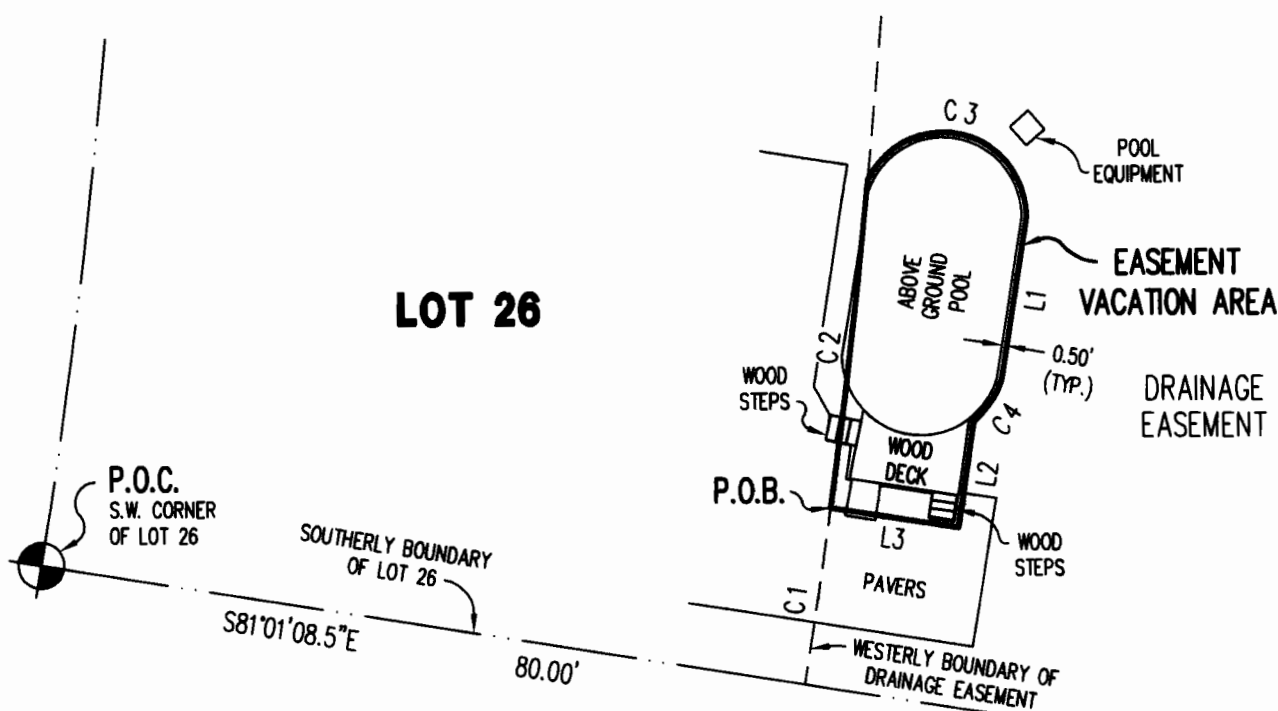 C 3
POOL
EQUIPMENT
ABOVE
GROUND
POOL
EASEMENT
VACATION AREA
L1
LOT 26
C2
0.50'
(TYP.)
WOOD
STEPS
DRAINAGE
EASEMENT
C4
WOOD
DECK
L2
P.O.C.
S.W. CORNER
OF LOT 26
P.O.B.
L3
WOOD
STEPS
SOUTHERLY BOUNDARY
OF LOT 26
PAVERS
C1
S81°01'08.5"E
80.00'
WESTERLY BOUNDARY OF
DRAINAGE EASEMENT